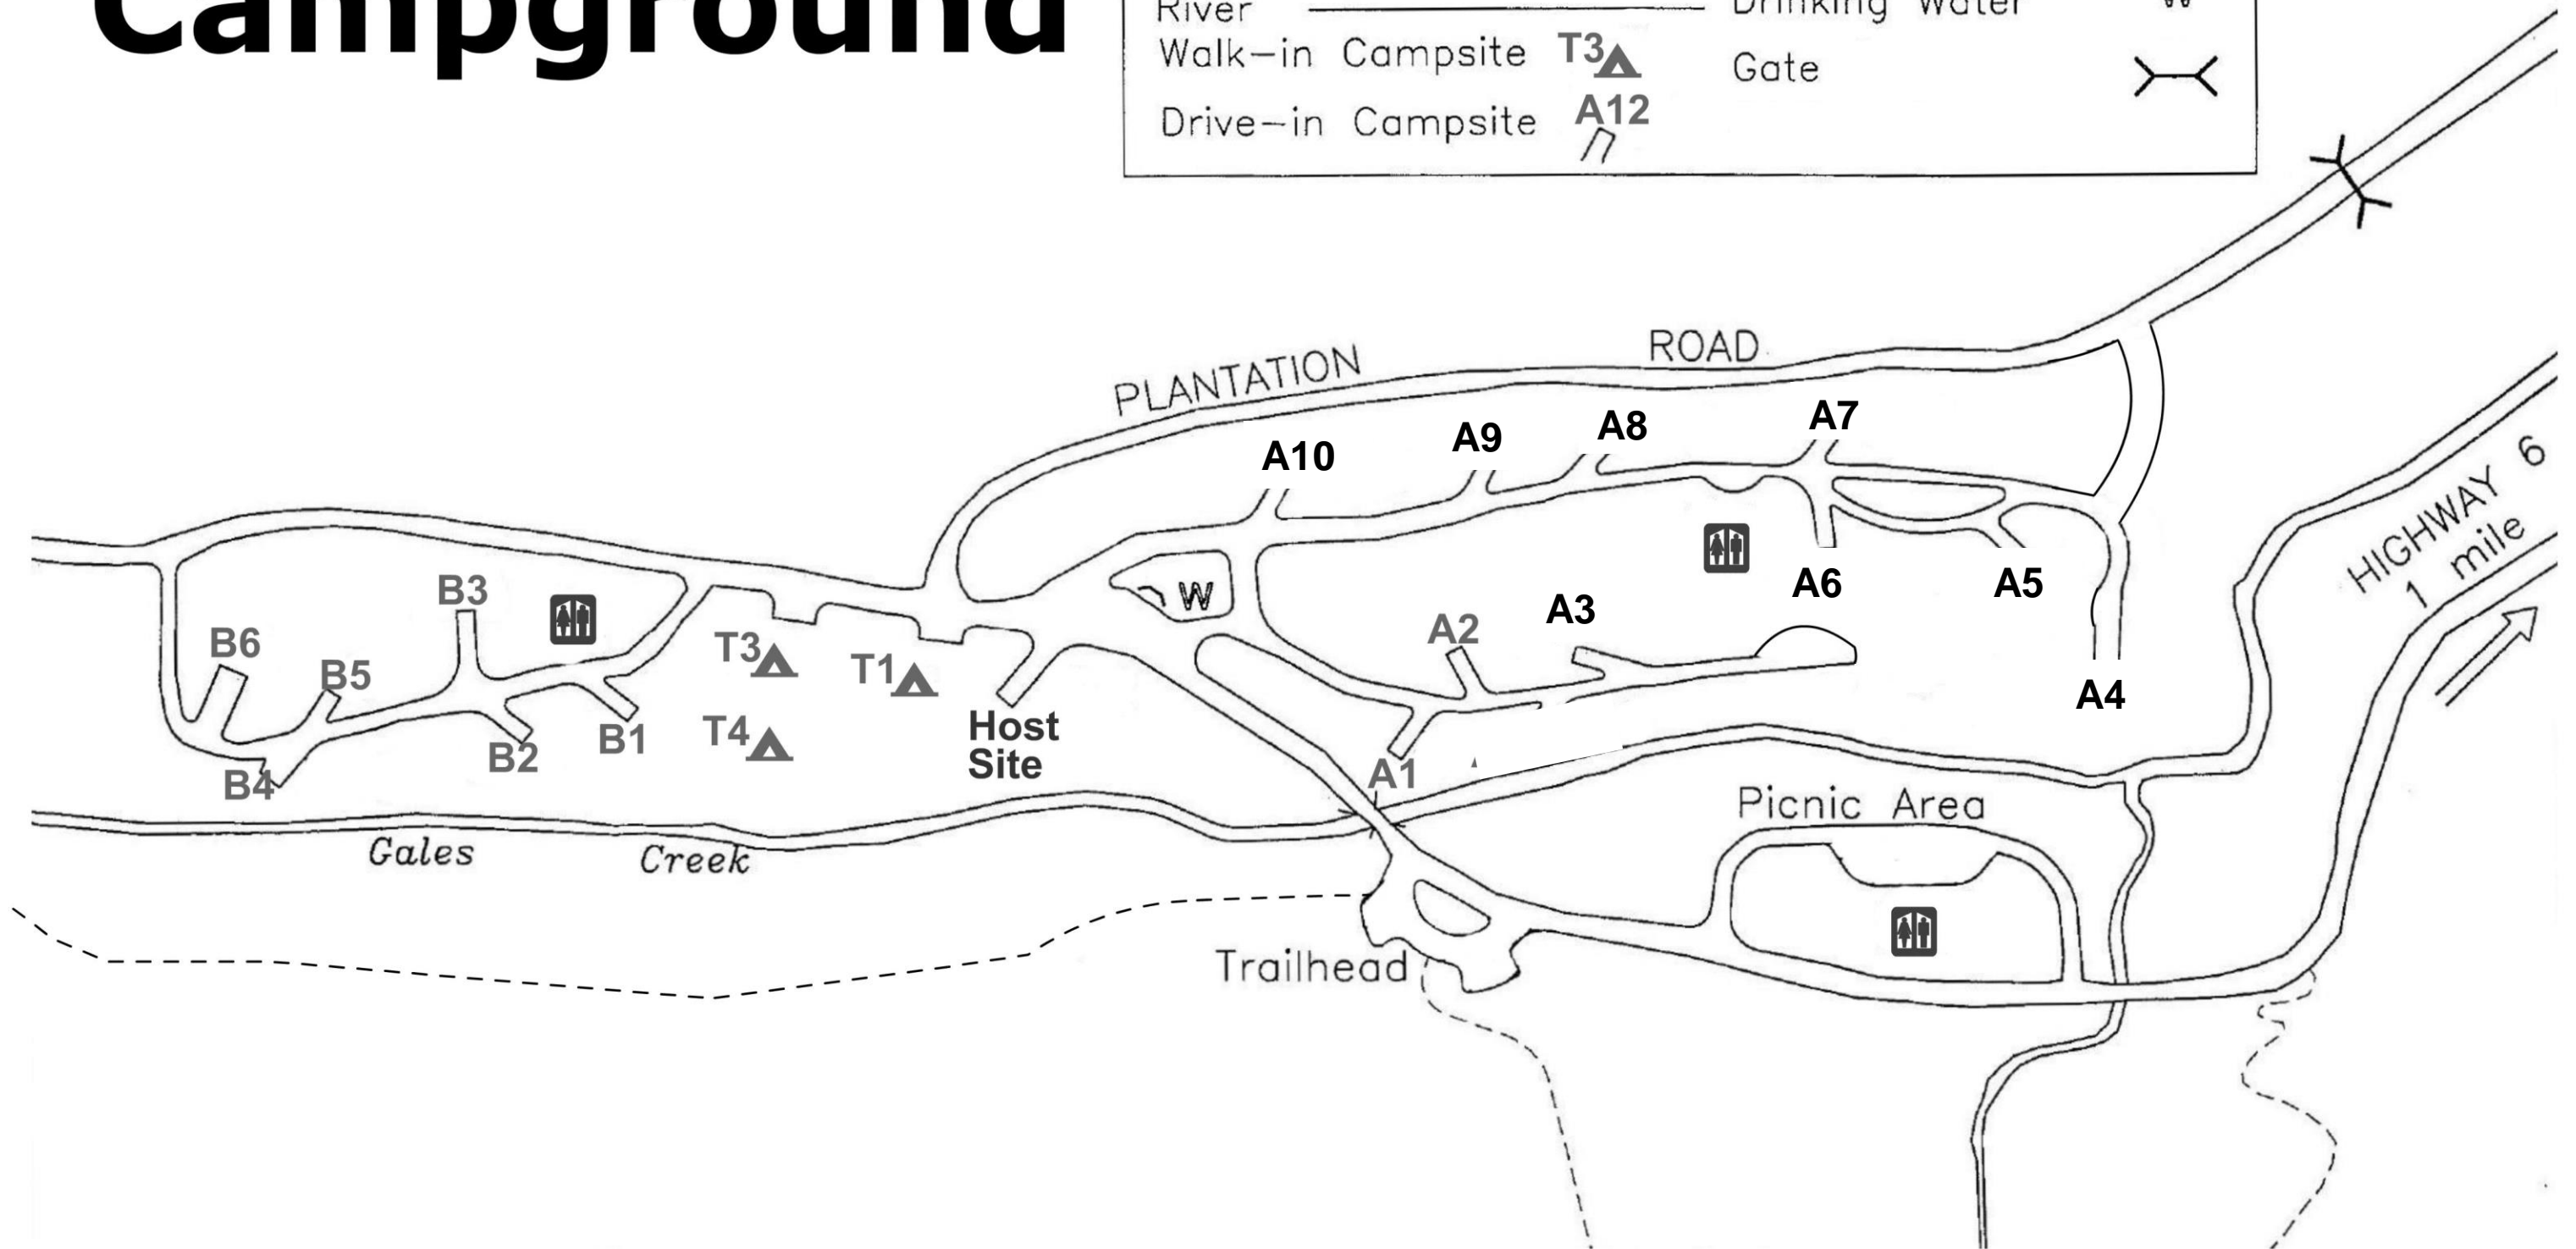 Campground
River
Drinking Water
W
Walk-in Campsite T3
Gate
Drive-in Campsite A12
PLANTATION ROAD
HIGHWAY 6
1 mile
A10
A9
A8
A7
W
A6
A5
A4
A3
A2
A1
B3
B6
B5
B4
B2
B1
T3
T1
T4
Host
Site
Picnic Area
Gales Creek
Trailhead